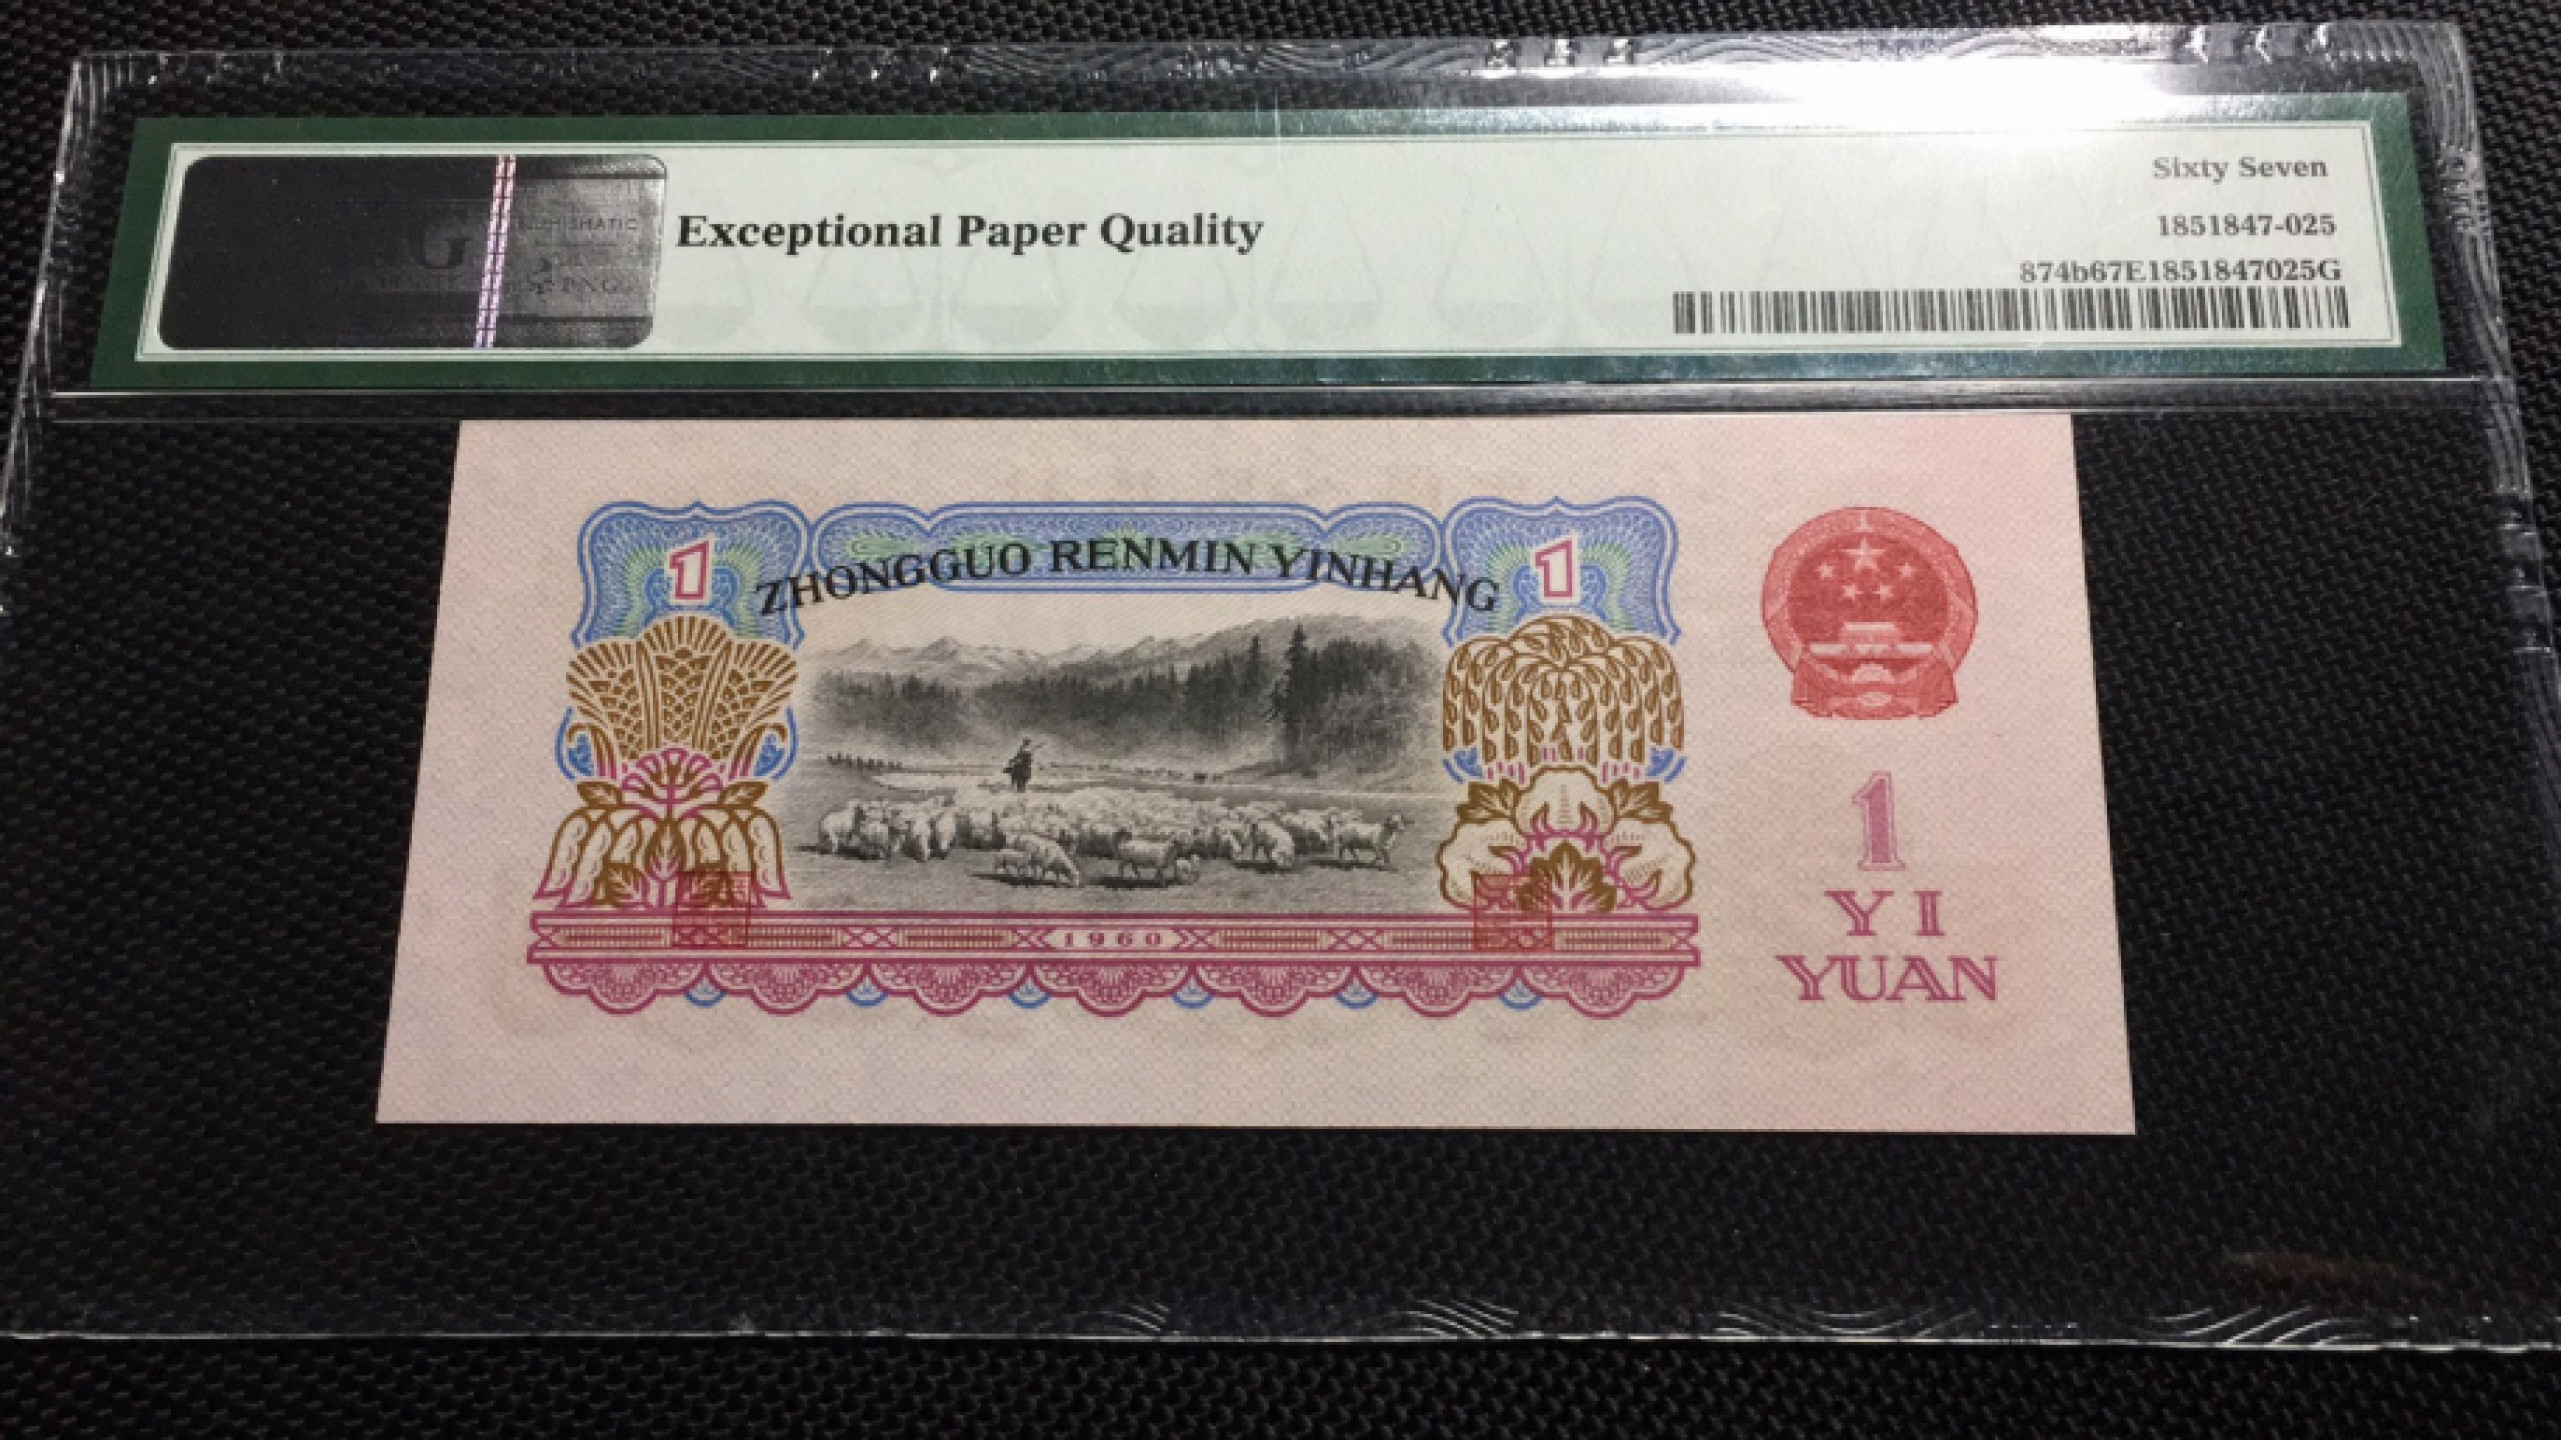 Sixty Seven
Exceptional Paper Quality
1851847-025
874b67E1851847025G
1 ZHONGGUO RENMIN YINHANG 1
1
YI
YUAN
1960